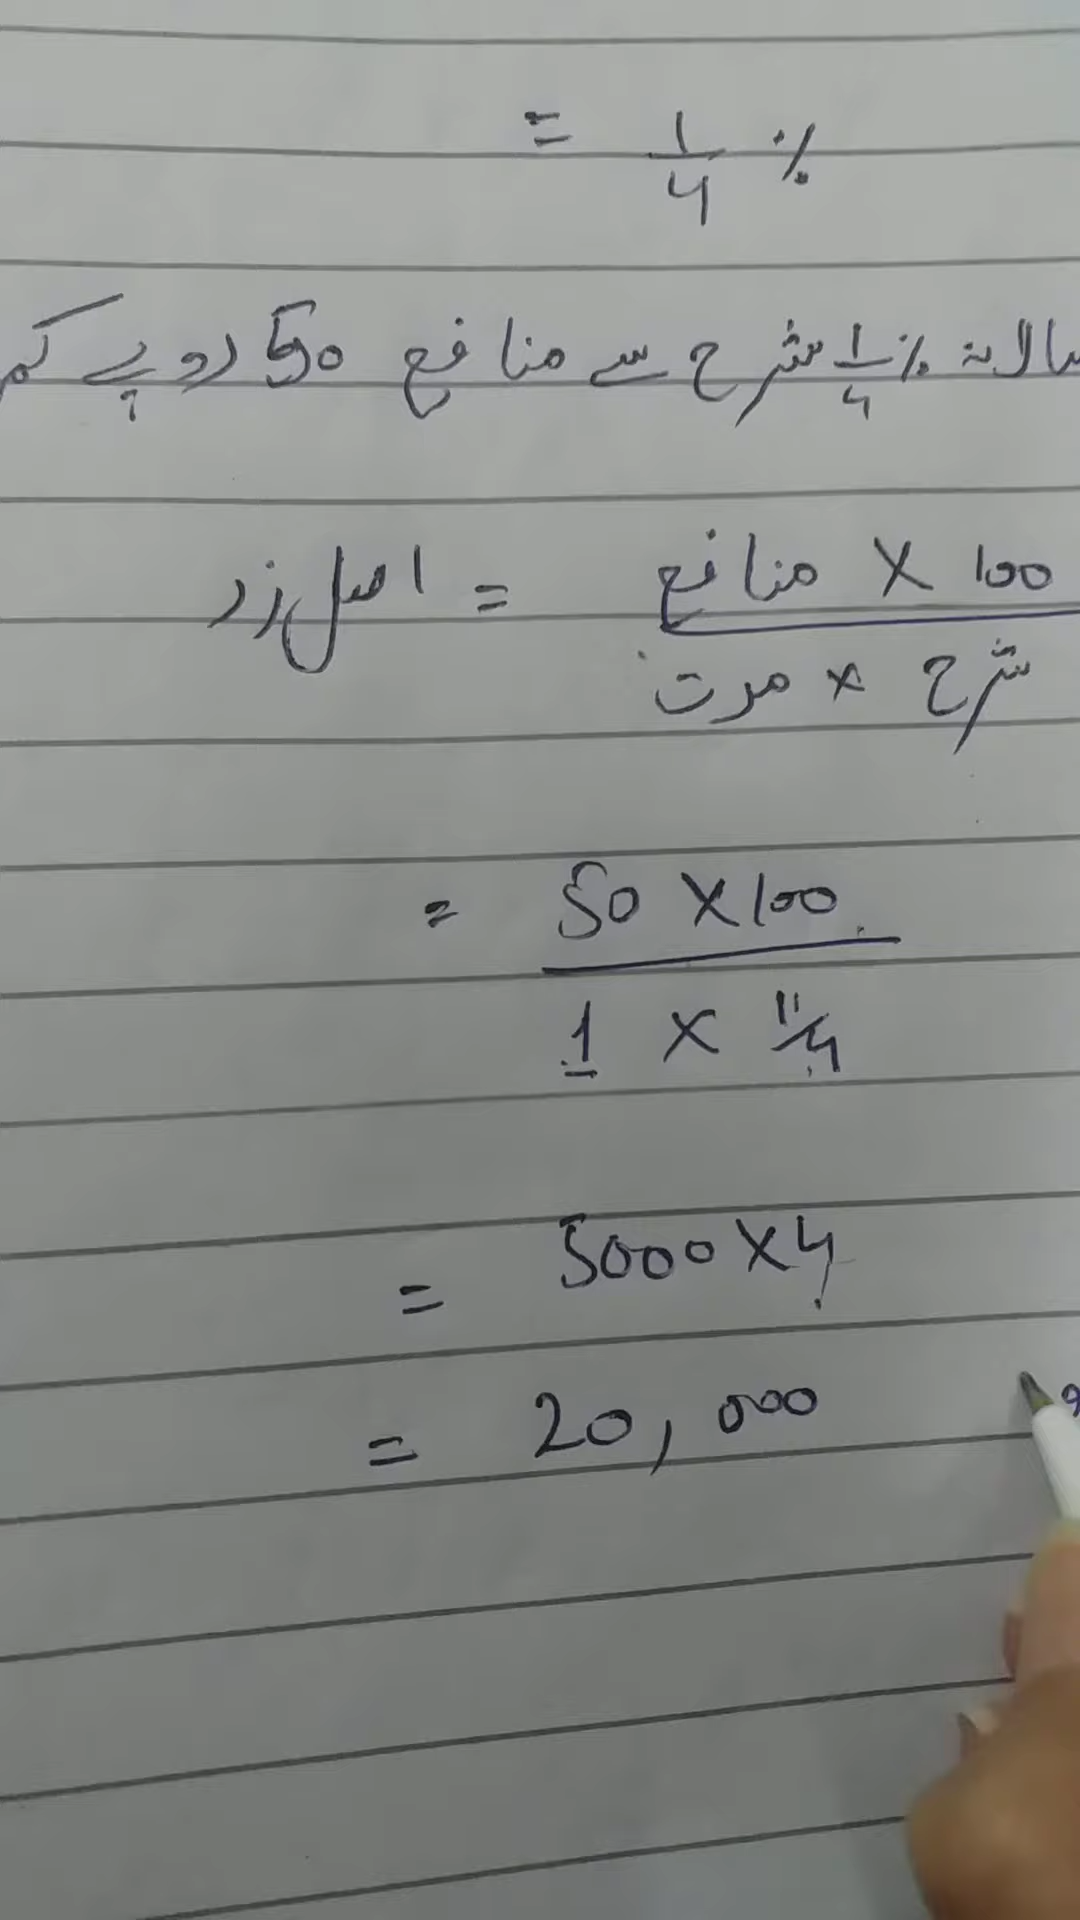 = 1/4 %
سالانہ 1/4% شرح سے منافع 50 روپے کم
اصل زر = منافع X 100 / مدت x شرح
= 50 X 100 / 1 x 1/4
= 5000 X 4
= 20,000